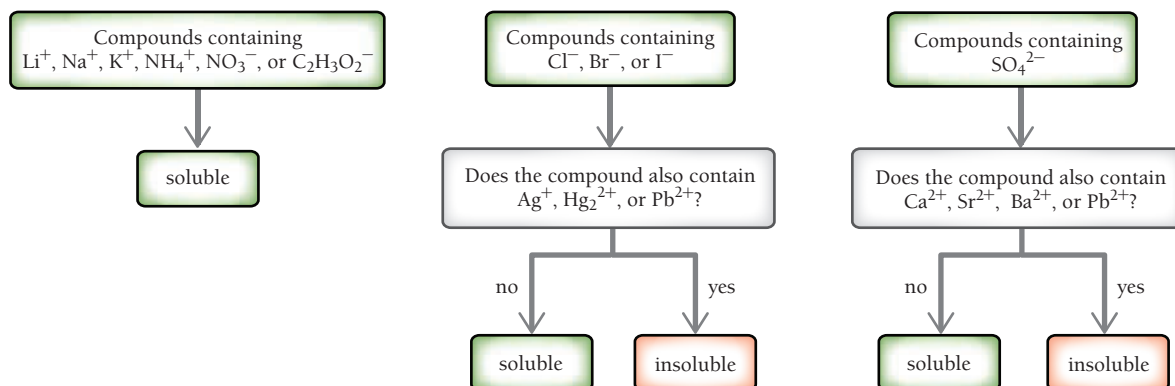 Compounds containing
Li⁺, Na⁺, K⁺, NH₄⁺, NO₃⁻, or C₂H₃O₂⁻
soluble
Compounds containing
Cl⁻, Br⁻, or I⁻
Does the compound also contain
Ag⁺, Hg₂²⁺, or Pb²⁺?
no
yes
soluble
insoluble
Compounds containing
SO₄²⁻
Does the compound also contain
Ca²⁺, Sr²⁺, Ba²⁺, or Pb²⁺?
no
yes
soluble
insoluble